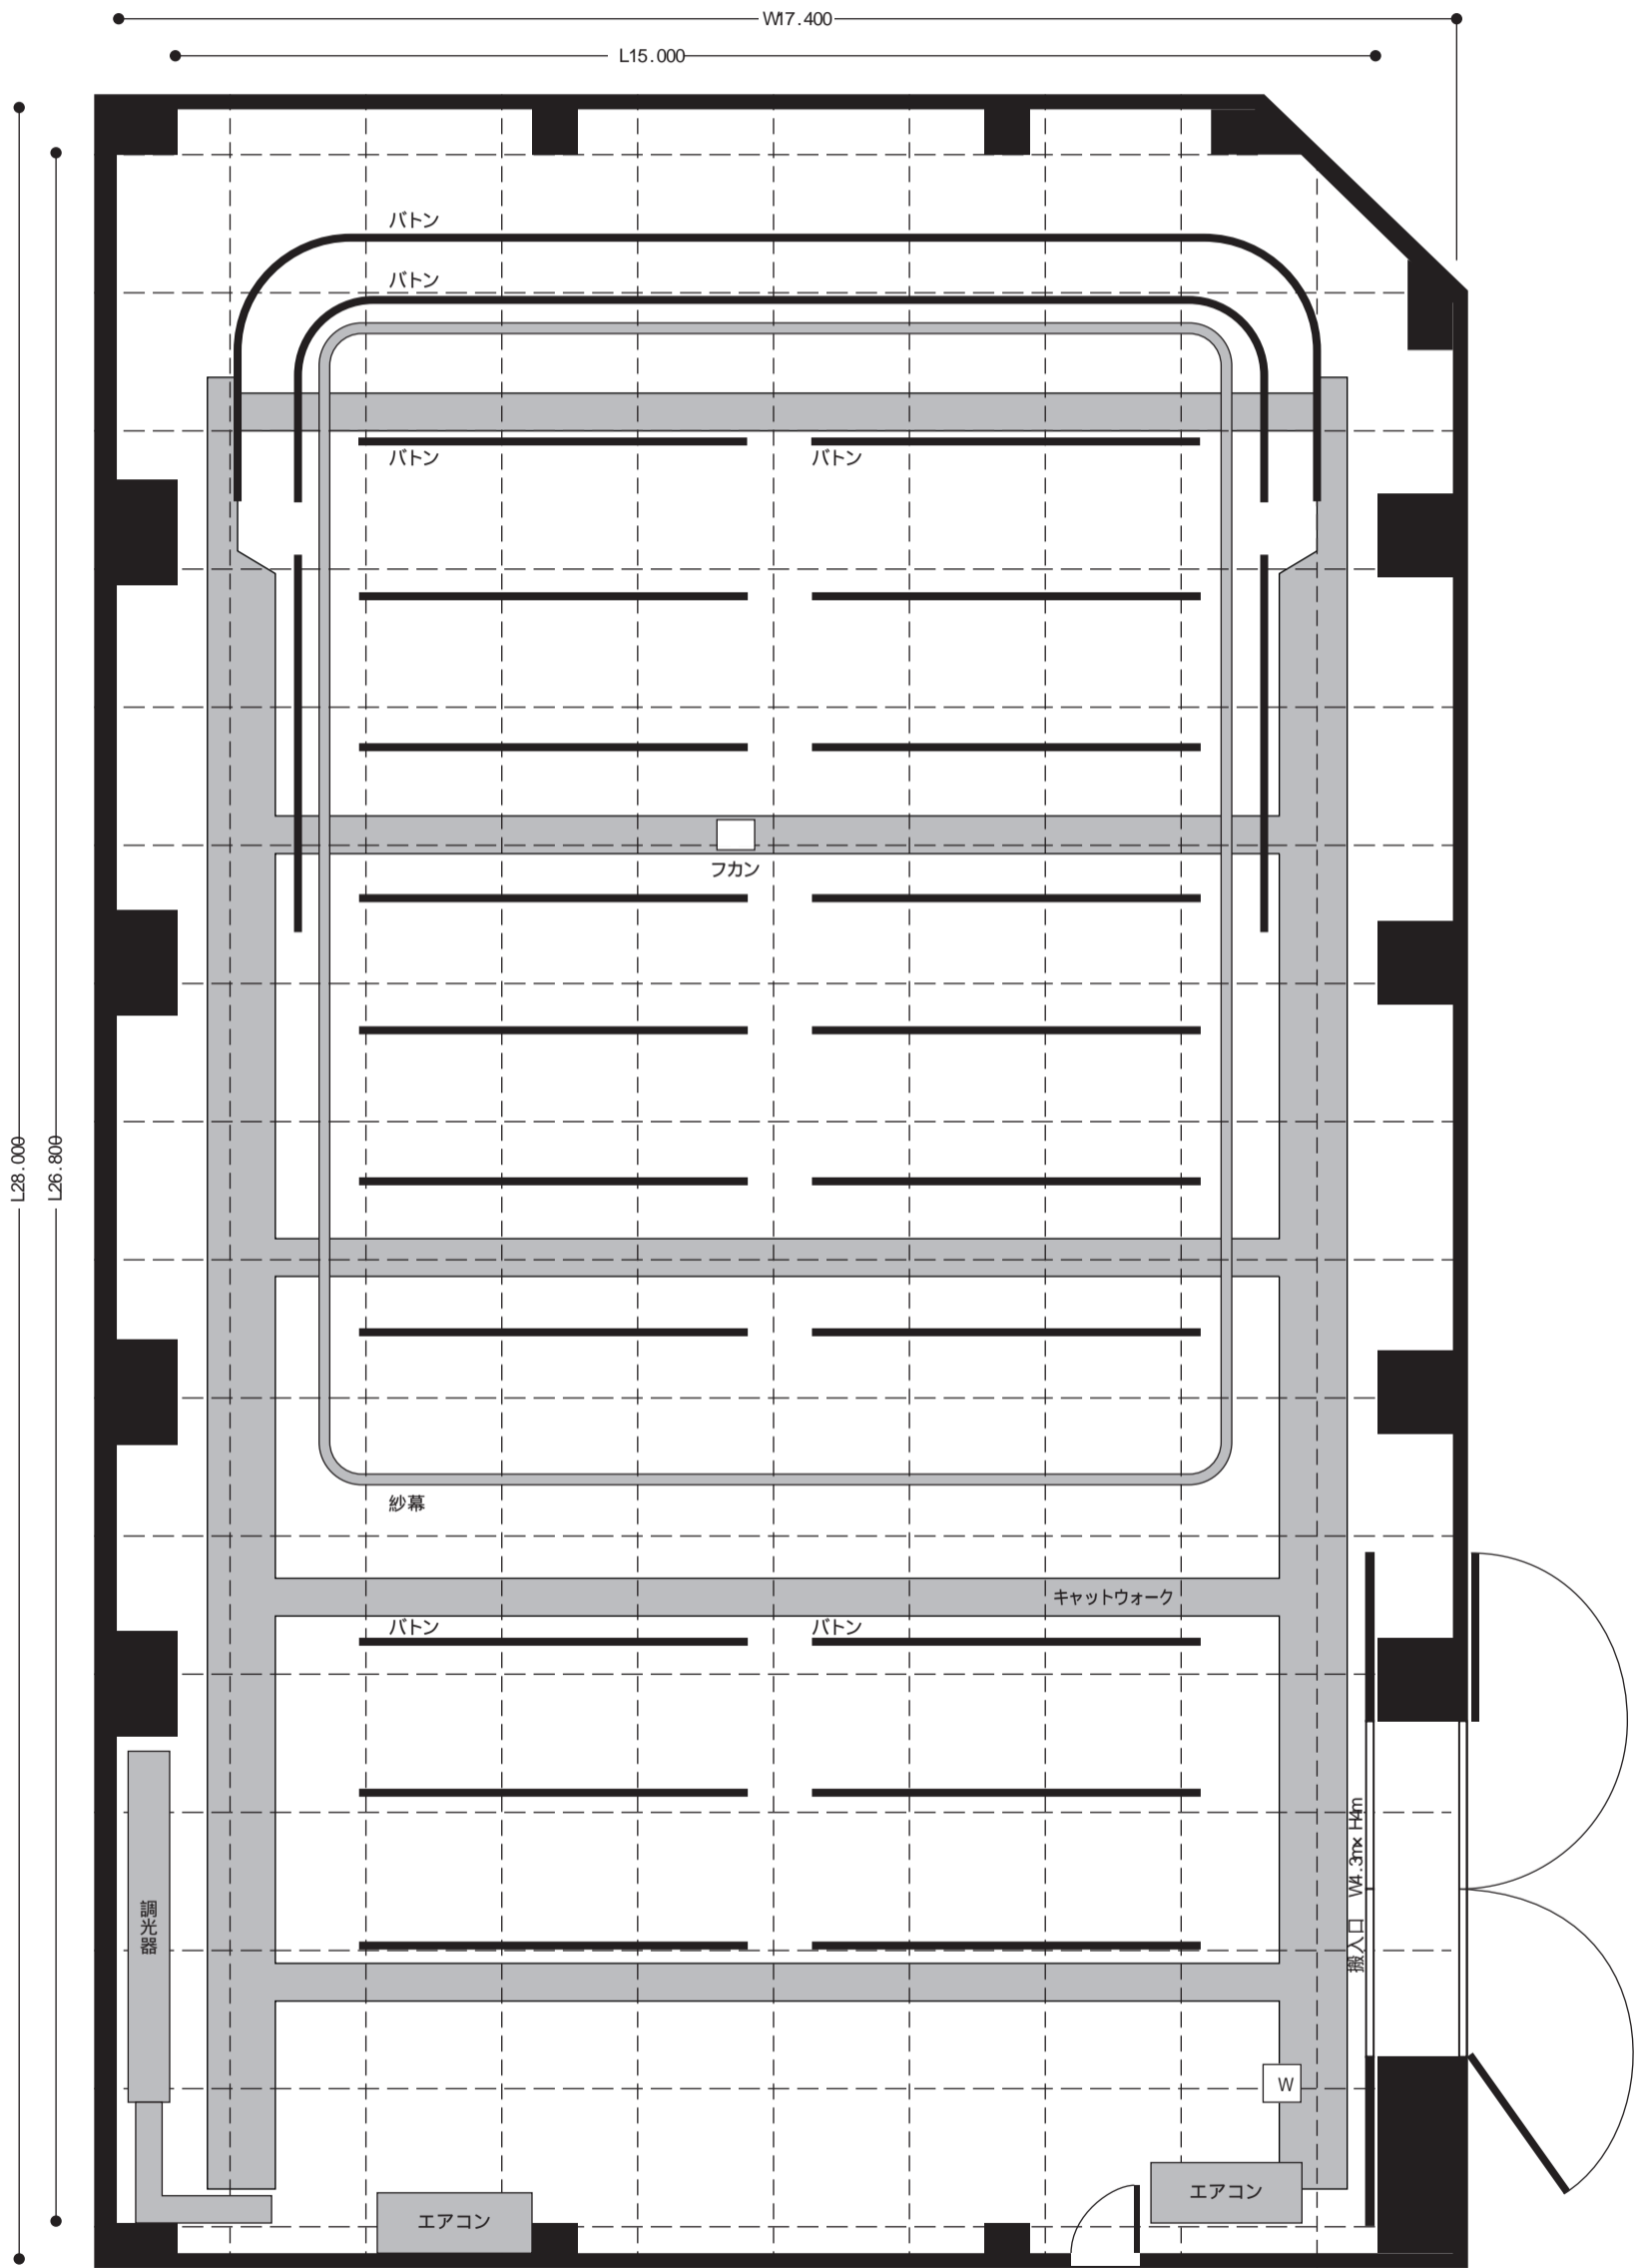 W17.400
L15.000
バトン
バトン
バトン
バトン
フカン
L28.000
L26.800
紗幕
キャットウォーク
バトン
バトン
搬入口 W4.3m×H4m
調光器
W
エアコン
エアコン